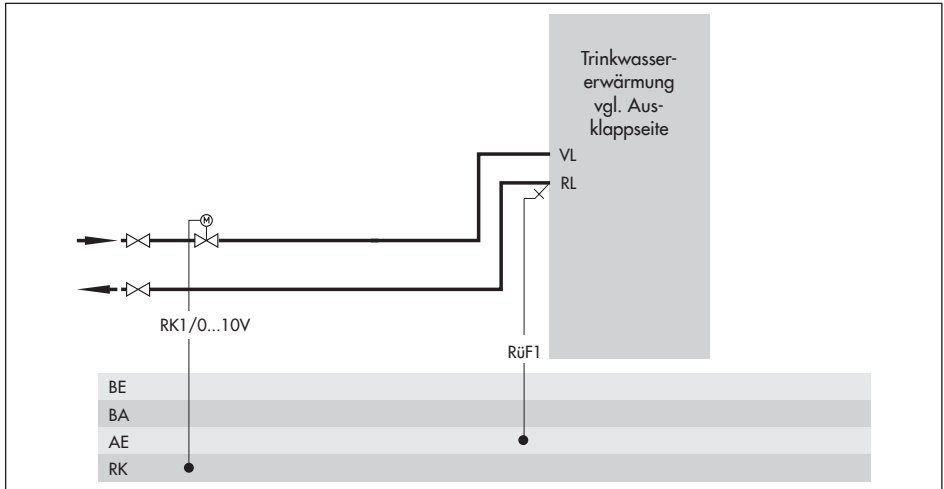 Trinkwasser-
erwärmung
vgl. Aus-
klappseite
VL
RL
M
RK1/0...10V
RüF1
BE
BA
AE
RK